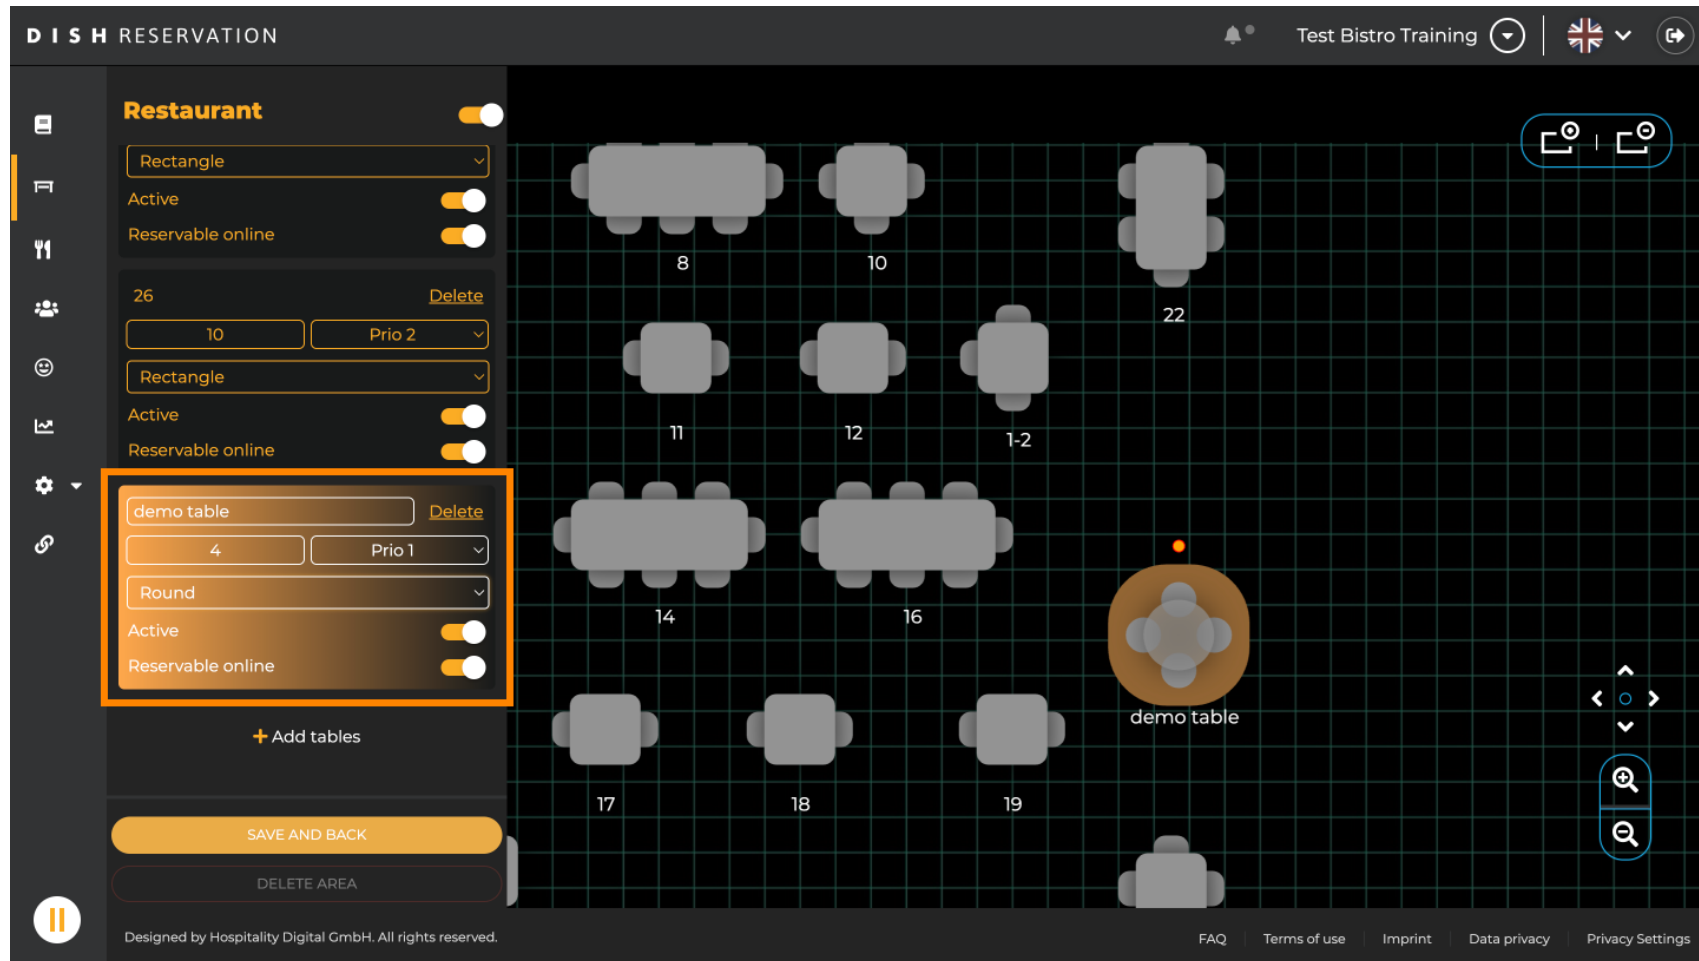 DISH RESERVATION
Test Bistro Training
Restaurant
Rectangle
Active
Reservable online
26 Delete
10 Prio 2
Rectangle
Active
Reservable online
demo table Delete
4 Prio 1
Round
Active
Reservable online
+ Add tables
SAVE AND BACK
DELETE AREA
8 10
22
11 12 1-2
14 16
demo table
17 18 19
Designed by Hospitality Digital GmbH. All rights reserved.
FAQ Terms of use Imprint Data privacy Privacy Settings